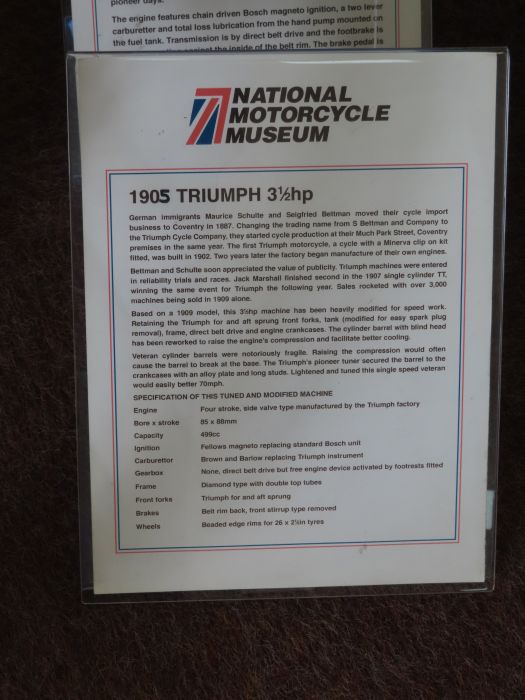 pioneer days.
The engine features chain driven Bosch magneto ignition, a two lever
carburetter and total loss lubrication from the hand pump mounted on
the fuel tank. Transmission is by direct belt drive and the footbrake is
against the inside of the belt rim. The brake pedal is
NATIONAL
MOTORCYCLE
MUSEUM
1905 TRIUMPH 3½hp
German immigrants Maurice Schulte and Seigfried Bettman moved their cycle import
business to Coventry in 1887. Changing the trading name from S Bettman and Company to
the Triumph Cycle Company, they started cycle production at their Much Park Street, Coventry
premises in the same year. The first Triumph motorcycle, a cycle with a Minerva clip on kit
fitted, was built in 1902. Two years later the factory began manufacture of their own engines.
Bettman and Schulte soon appreciated the value of publicity. Triumph machines were entered
in reliability trials and races. Jack Marshall finished second in the 1907 single cylinder TT,
winning the same event for Triumph the following year. Sales rocketed with over 3,000
machines being sold in 1909 alone.
Based on a 1909 model, this 3½hp machine has been heavily modified for speed work.
Retaining the Triumph for and aft sprung front forks, tank (modified for easy spark plug
removal), frame, direct belt drive and engine crankcases. The cylinder barrel with blind head
has been reworked to raise the engine's compression and facilitate better cooling.
Veteran cylinder barrels were notoriously fragile. Raising the compression would often
cause the barrel to break at the base. The Triumph's pioneer tuner secured the barrel to the
crankcases with an alloy plate and long studs. Lightened and tuned this single speed veteran
would easily better 70mph.
SPECIFICATION OF THIS TUNED AND MODIFIED MACHINE
Engine Four stroke, side valve type manufactured by the Triumph factory
Bore x stroke 85 x 88mm
Capacity 499cc
Ignition Fellows magneto replacing standard Bosch unit
Carburettor Brown and Barlow replacing Triumph instrument
Gearbox None, direct belt drive but free engine device activated by footrests fitted
Frame Diamond type with double top tubes
Front forks Triumph for and aft sprung
Brakes Belt rim back, front stirrup type removed
Wheels Beaded edge rims for 26 x 2¼in tyres